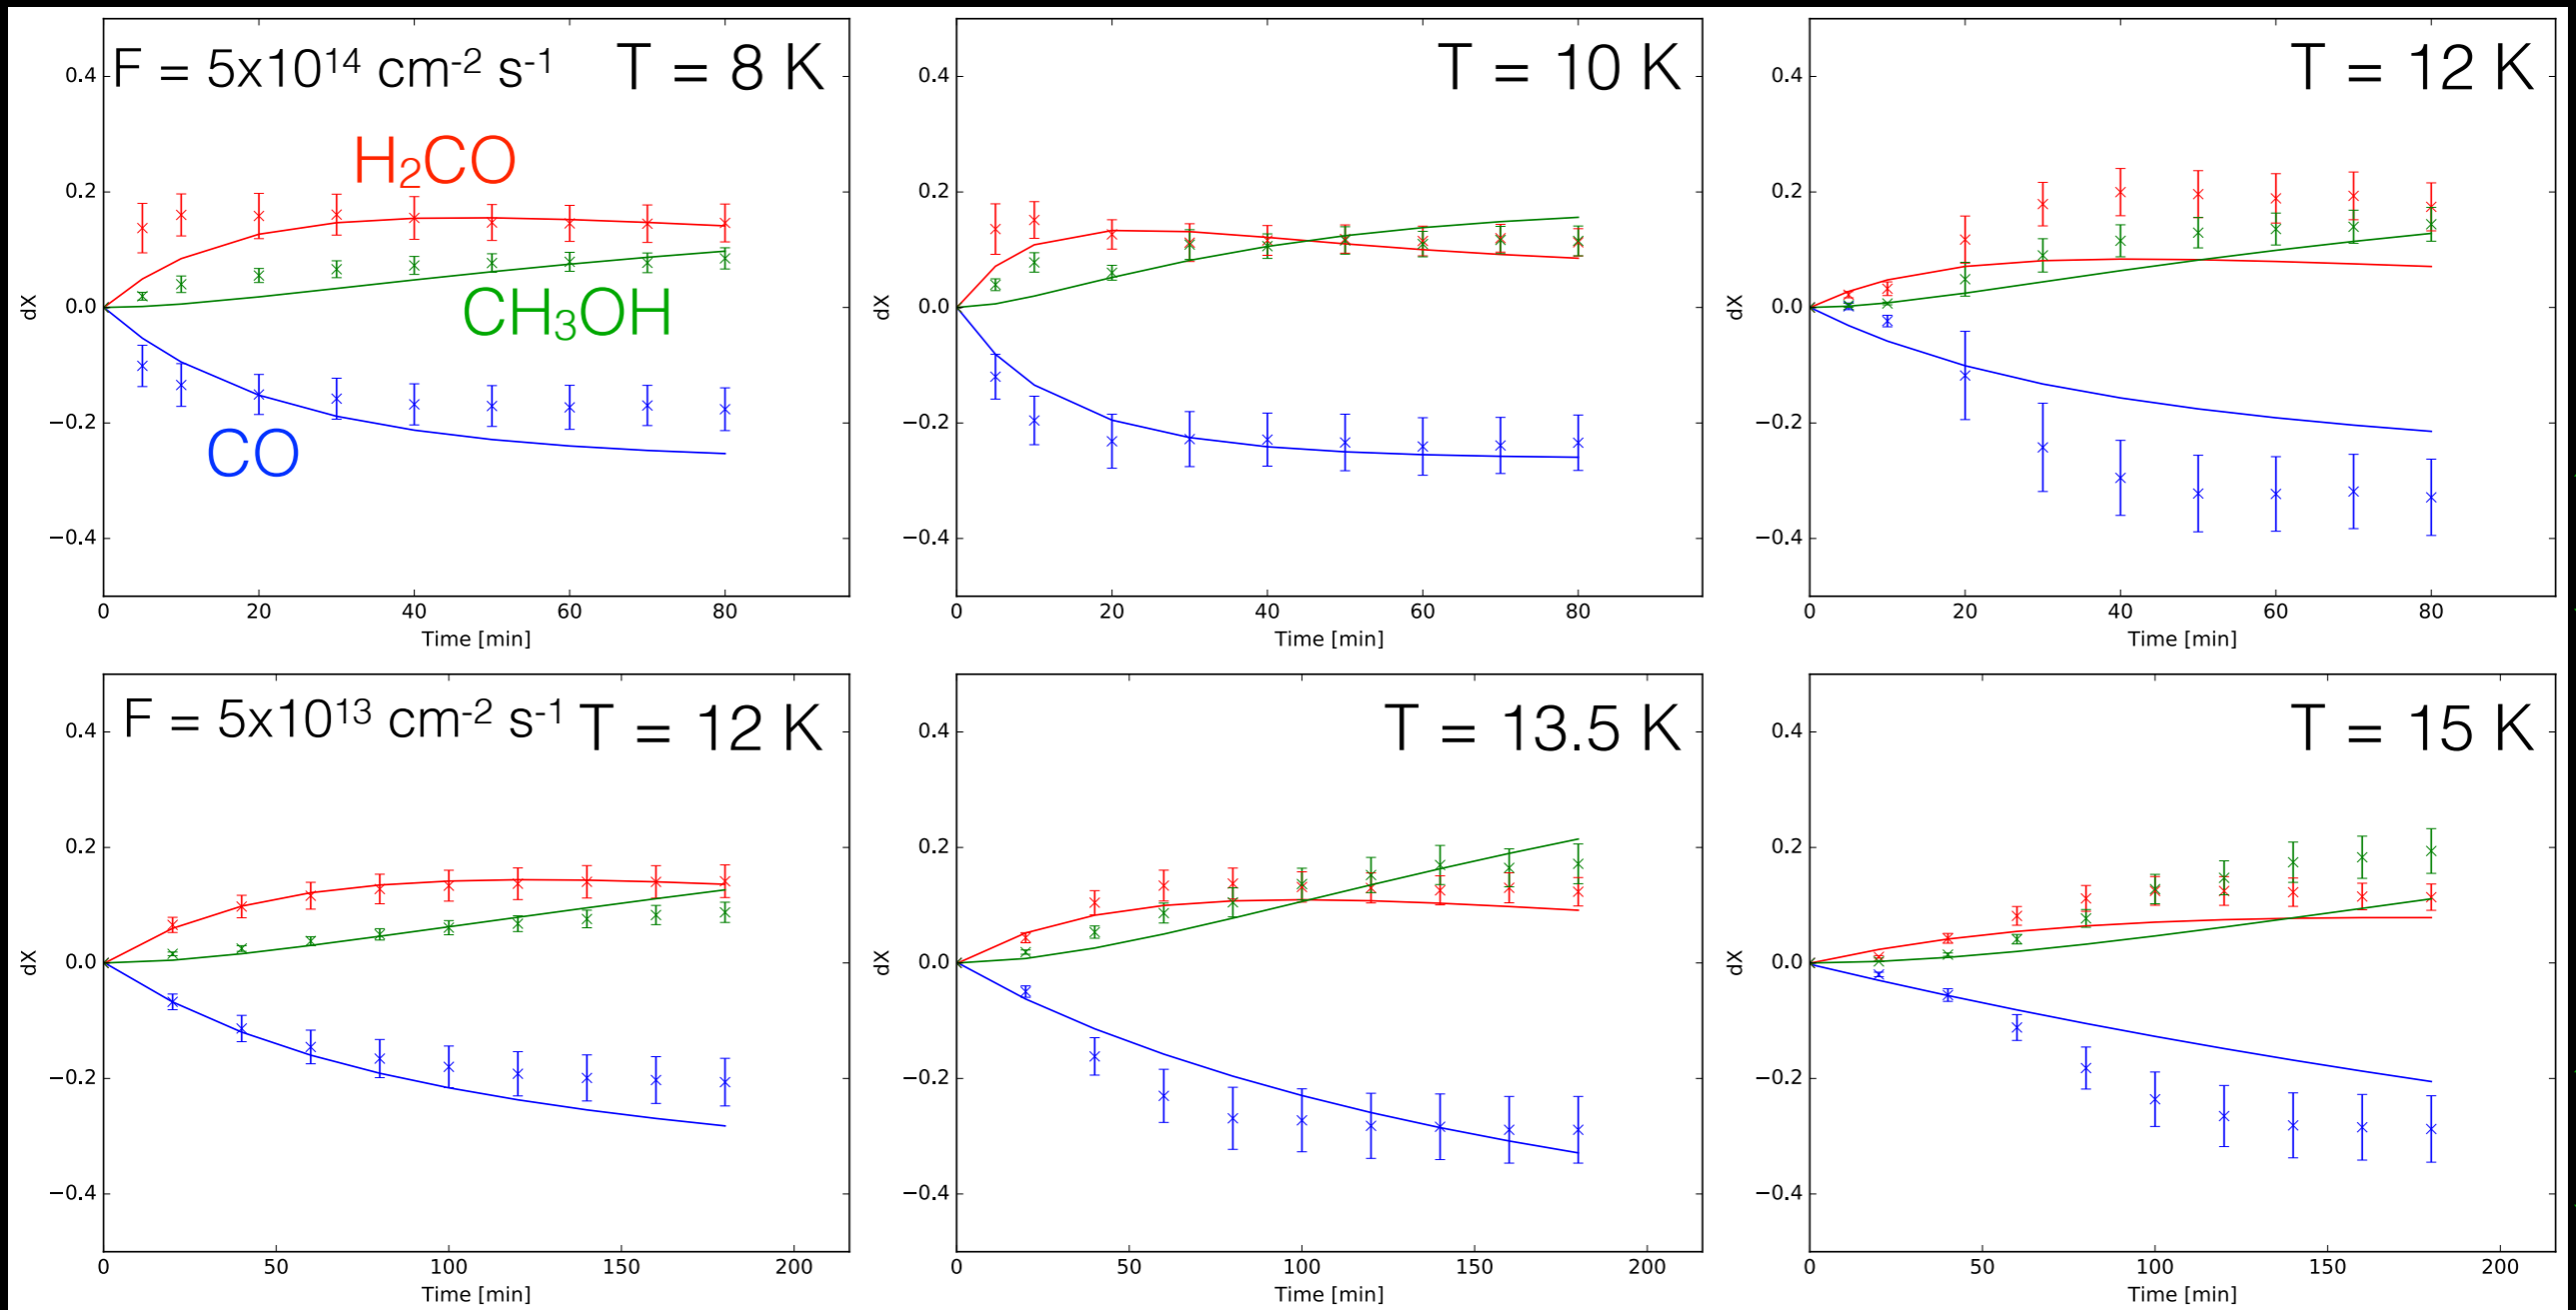 F = 5x10¹⁴ cm⁻² s⁻¹ T = 8 K
H₂CO
CH₃OH
CO
0.4
0.2
0.0
−0.2
−0.4
dX
0 20 40 60 80
Time [min]
T = 10 K
0.4
0.2
0.0
−0.2
−0.4
dX
0 20 40 60 80
Time [min]
T = 12 K
0.4
0.2
0.0
−0.2
−0.4
dX
0 20 40 60 80
Time [min]
F = 5x10¹³ cm⁻² s⁻¹ T = 12 K
0.4
0.2
0.0
−0.2
−0.4
dX
0 50 100 150 200
Time [min]
T = 13.5 K
0.4
0.2
0.0
−0.2
−0.4
dX
0 50 100 150 200
Time [min]
T = 15 K
0.4
0.2
0.0
−0.2
−0.4
dX
0 50 100 150 200
Time [min]